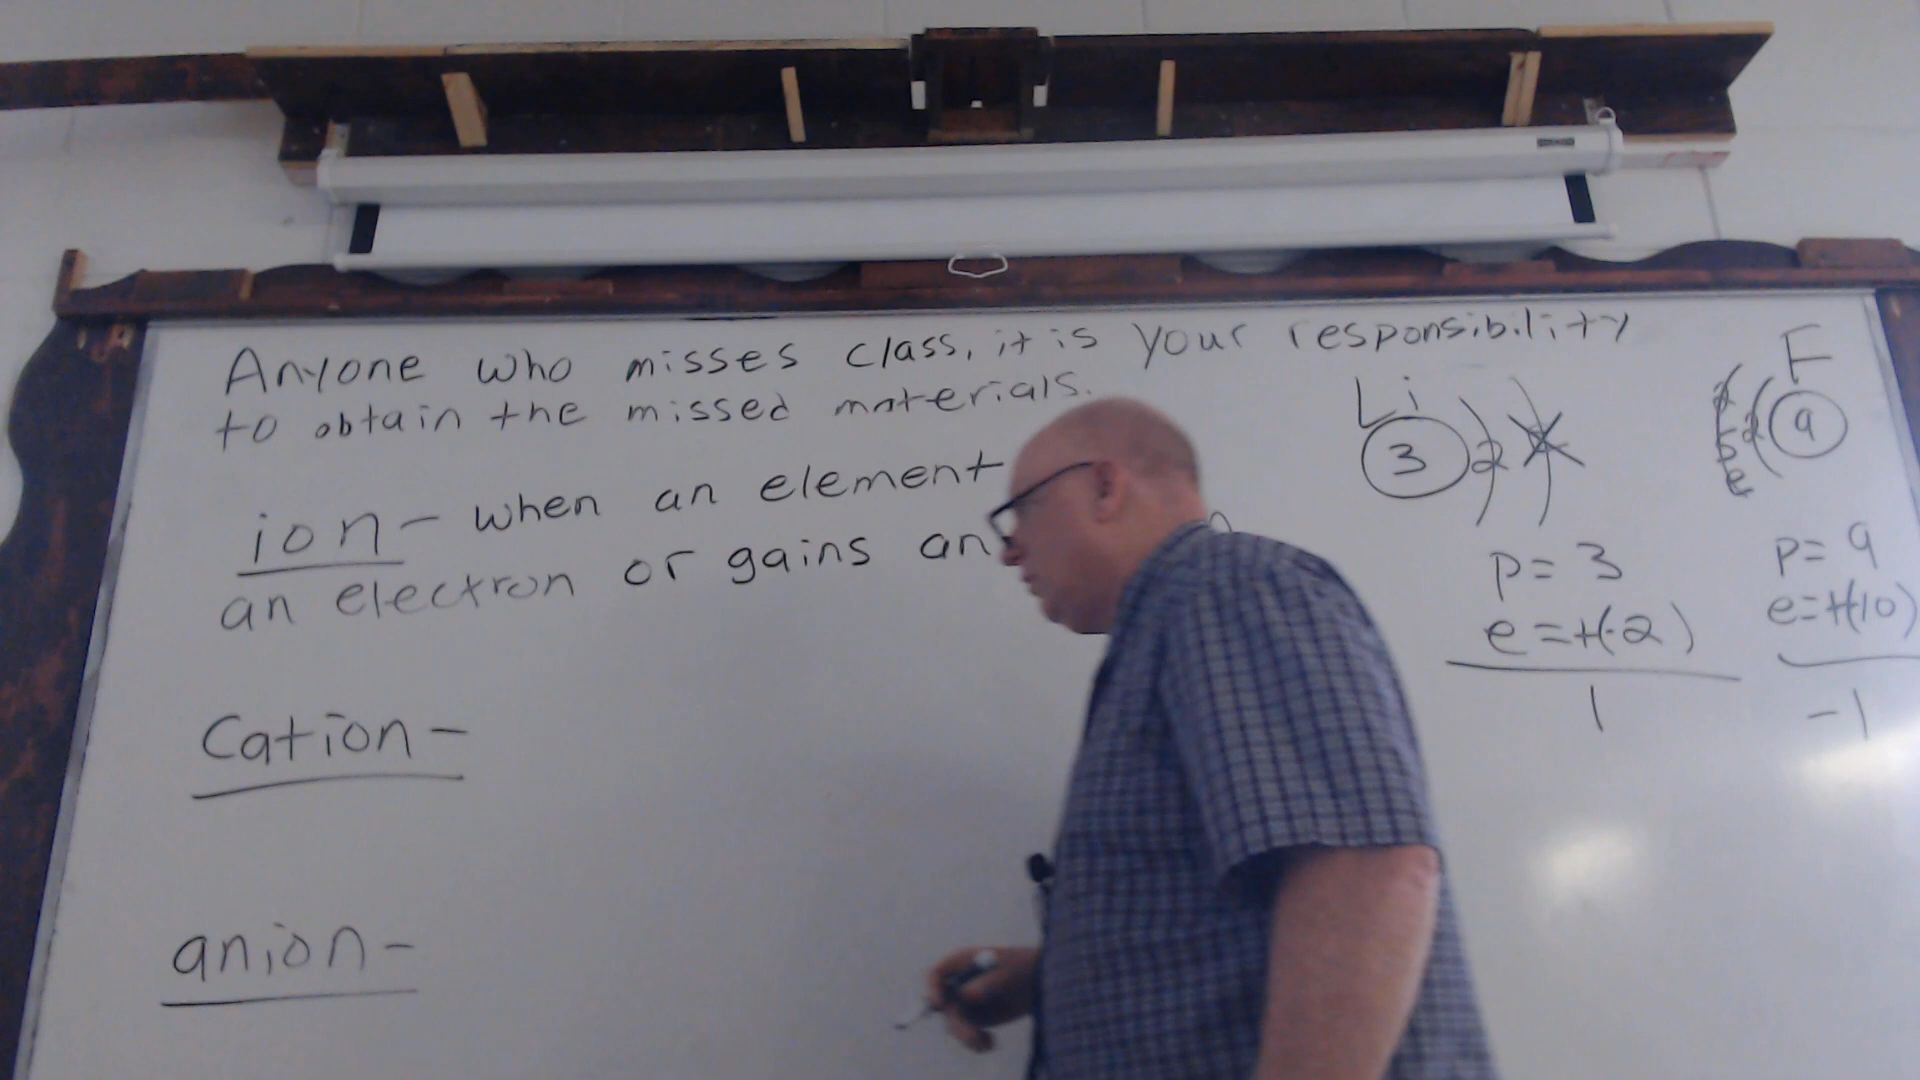 Anyone who misses class, it is your responsibility
to obtain the missed materials.
ion- when an element
an electron or gains an
Cation-
anion-
Li
3 2
p= 3
e=+(-2)
1
F
2 9
p= 9
e=+(-10)
-1